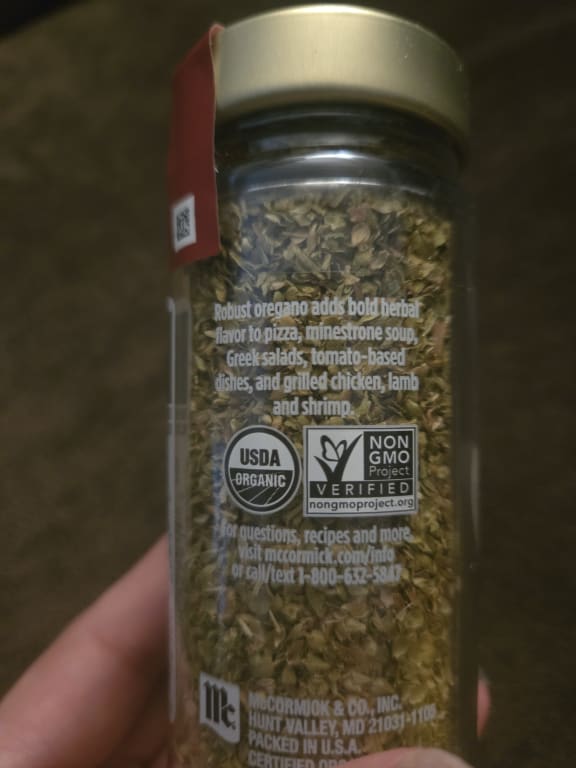 Robust oregano adds bold herbal
flavor to pizza, minestrone soup,
Greek salads, tomato-based
dishes, and grilled chicken, lamb
and shrimp.
USDA
ORGANIC
NON
GMO
Project
VERIFIED
nongmoproject.org
For questions, recipes and more,
visit mccormick.com/info
or call/text 1-800-632-5847
Mc
McCORMICK & CO., INC.
HUNT VALLEY, MD 21031-1100
PACKED IN U.S.A.
CERTIFIED